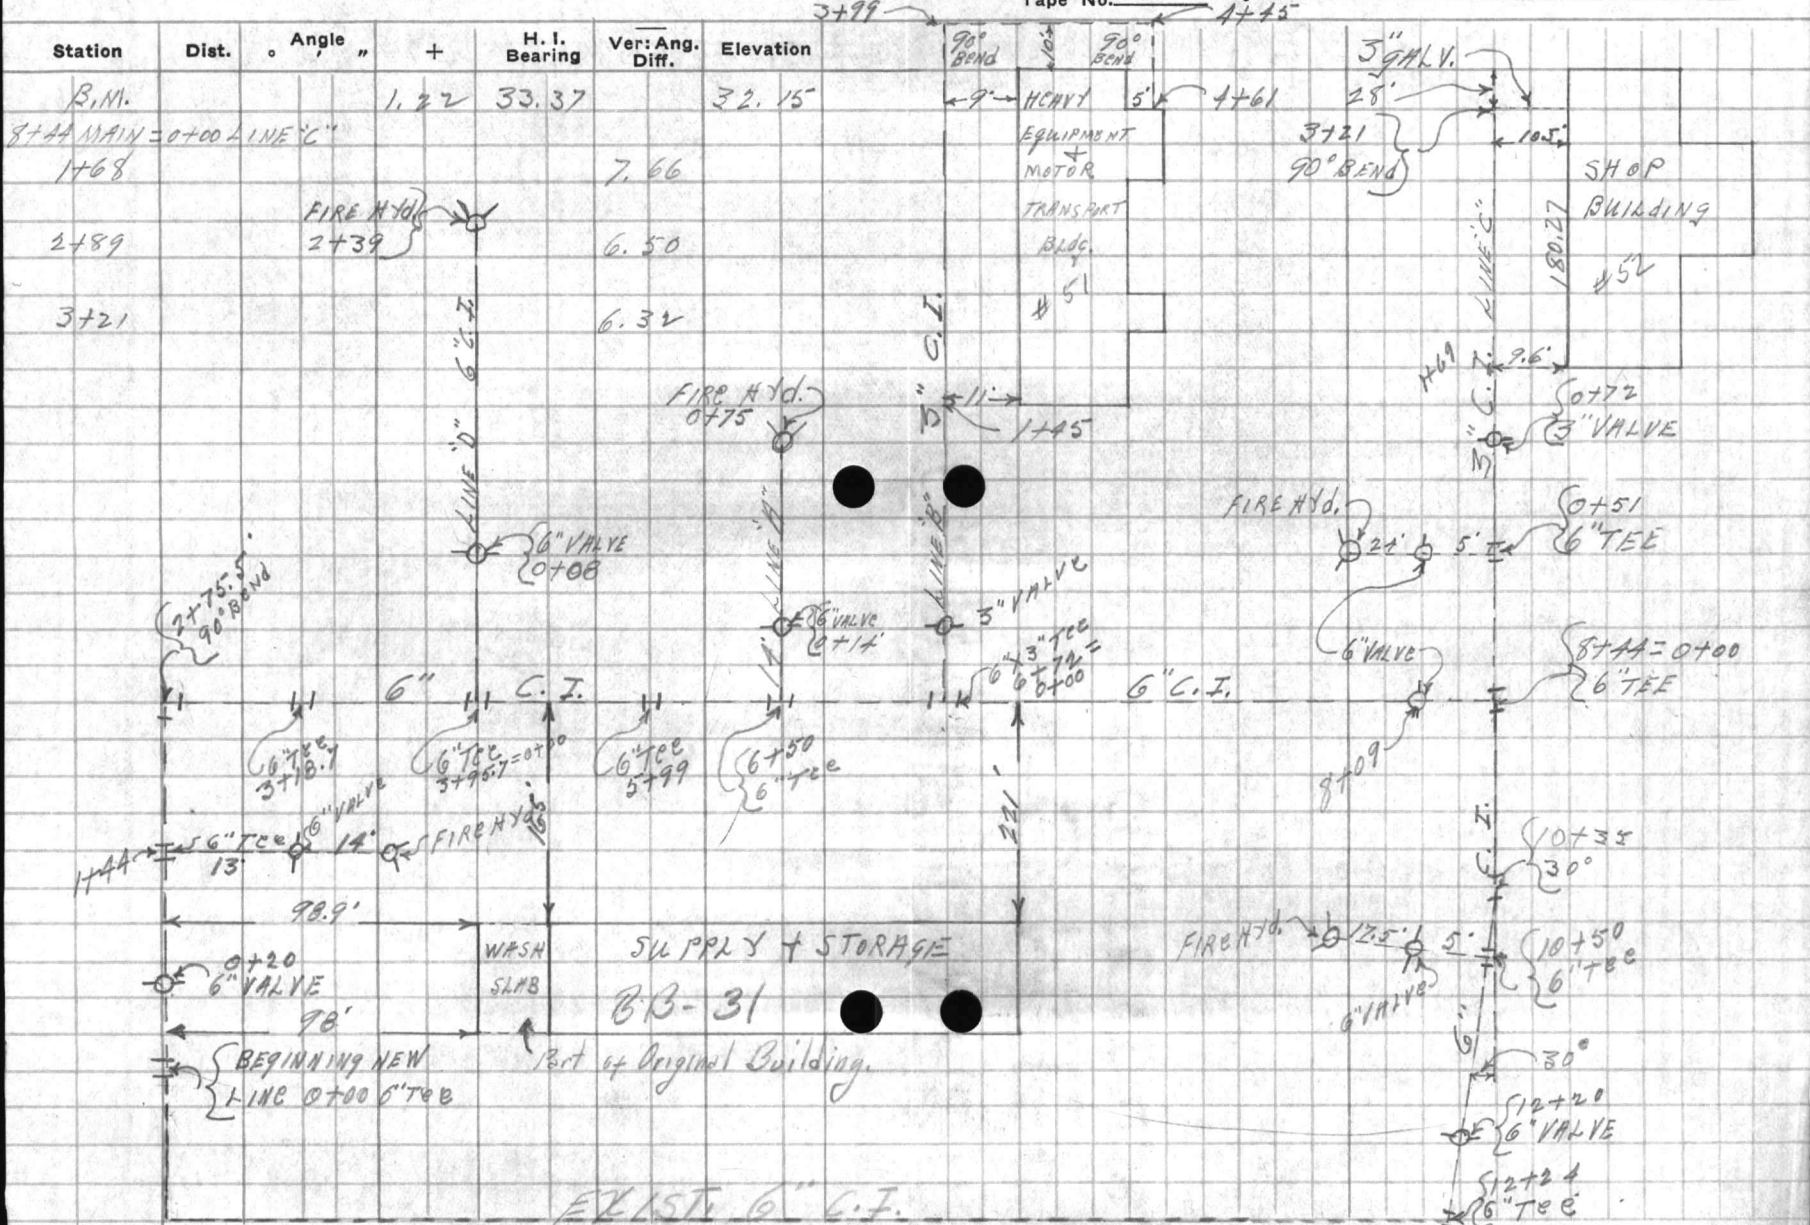 Tape No.
3+99
4+45
Station Dist. Angle ° ' " + H. I. Bearing Ver: Ang. Diff. Elevation
90° BEND
10'
90° BEND
3" GALV.
B.M. 1.22 33.37 32.15
9'
HEAVY
5'
4+61
28'
8+44 MAIN = 0+00 LINE "C"
EQUIPMENT
3+21
10.5'
1+68 7.66
&
MOTOR
90° BEND
SHOP
FIRE HYd.
TRANSPORT
BUILDING
2+89
2+39
6.50
BLdg.
LINE "C"
180.27
#52
3+21 6.32
# 51
LINE "D" 6" C.I.
3" C.I.
1+69
9.6'
FIRE HYd.
0+75
11'
1+45
3" C.I.
0+72
3" VALVE
LINE "A"
LINE "B"
FIRE HYd.
24'
5'
0+51
6" TEE
6" VALVE
0+08
2+75.5'
90° BEND
6" VALVE
0+14
14'
3" VALVE
6"x3" Tee
6+72 =
0+00
6" VALVE
8+44 = 0+00
6" TEE
6" C. I.
6" C. I.
6" Tee
3+18.7
6" Tee
3+95.7 = 0+00
6" Tee
5+99
6+50
6" Tee
8+09
165'
221'
1+44
6" Tee
13'
6" VALVE
14'
FIRE HYd.
C. I.
10+35
30°
98.9'
WASH
SLAB
SUPPLY & STORAGE
BB-31
FIRE HYd.
17.5'
5'
10+50
6" Tee
6" VALVE
0+20
6" VALVE
98'
6"
BEGINNING NEW
LINE 0+00 6" Tee
Part of Original Building.
30°
12+20
6" VALVE
EXIST. 6" C.I.
12+24
6" Tee